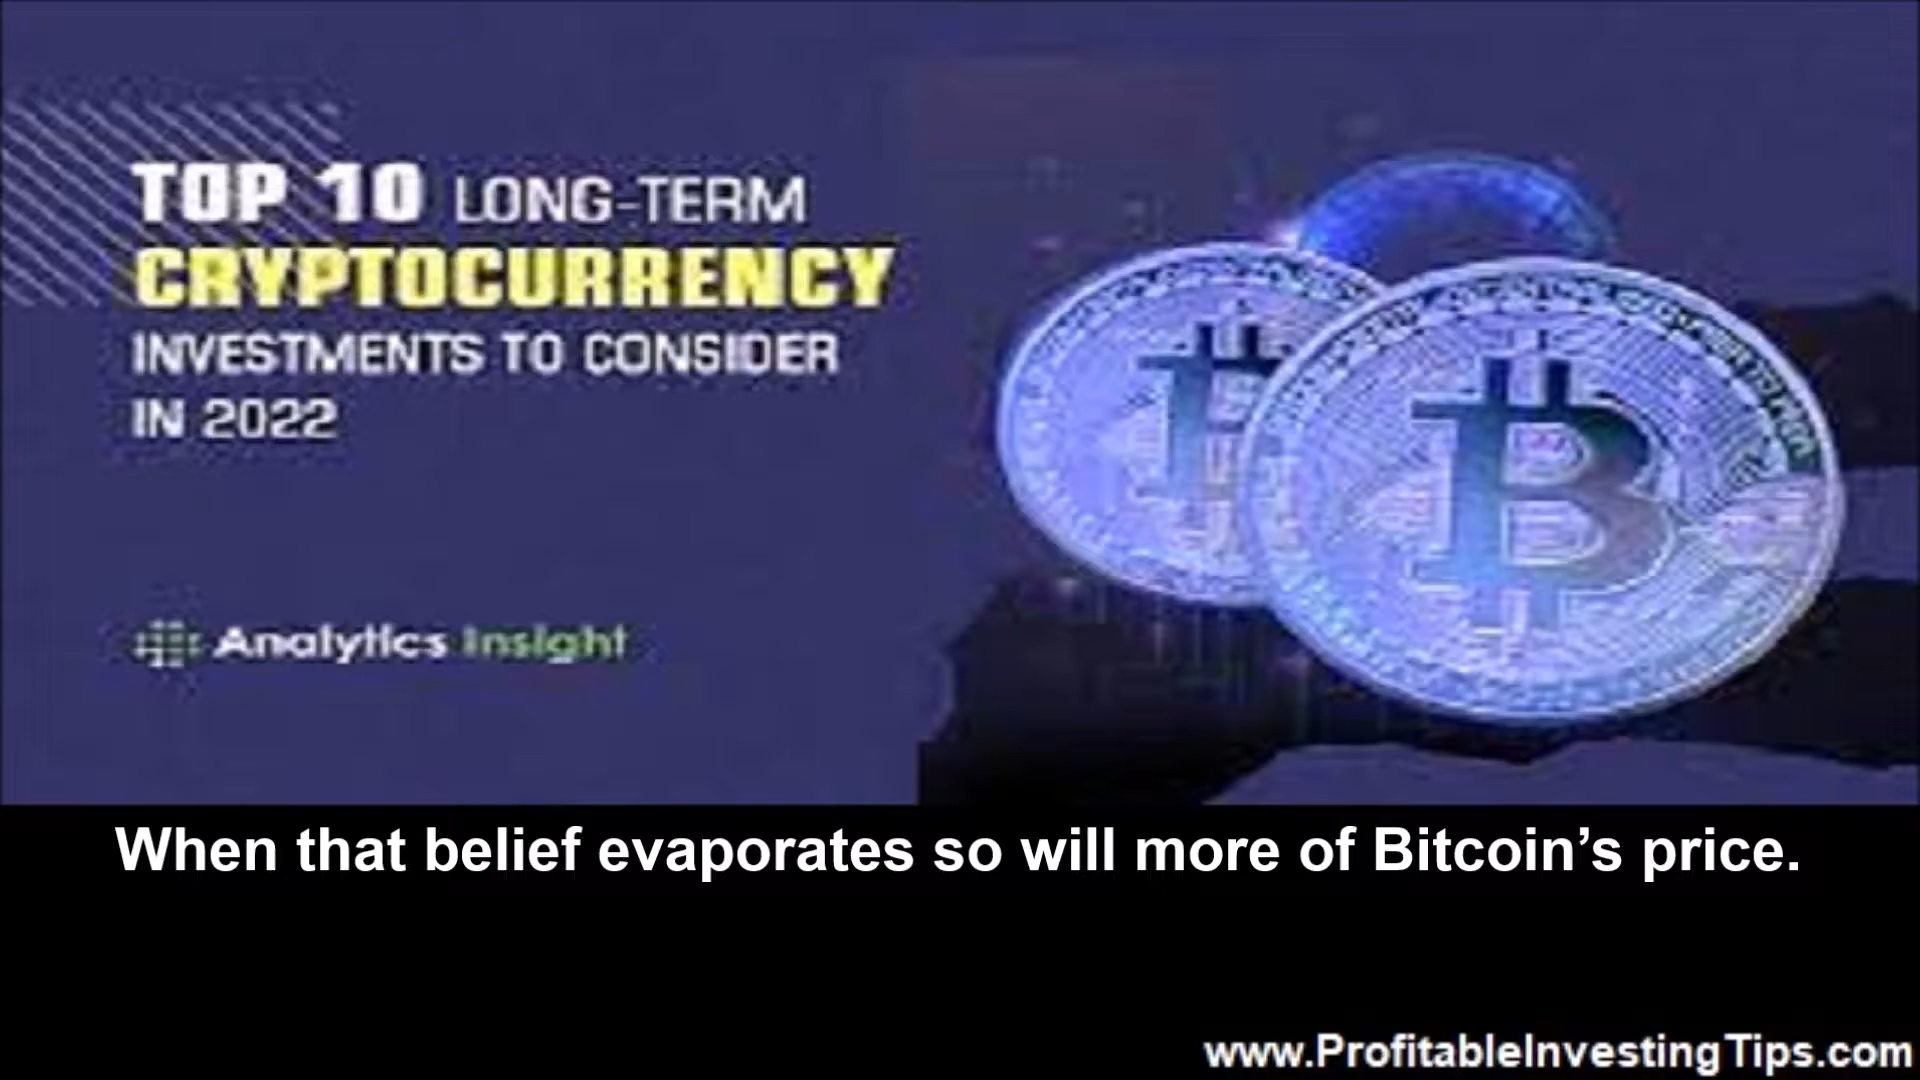 TOP 10 LONG-TERM
CRYPTOCURRENCY
INVESTMENTS TO CONSIDER
IN 2022
Analytics Insight
When that belief evaporates so will more of Bitcoin’s price.
www.ProfitableInvestingTips.com